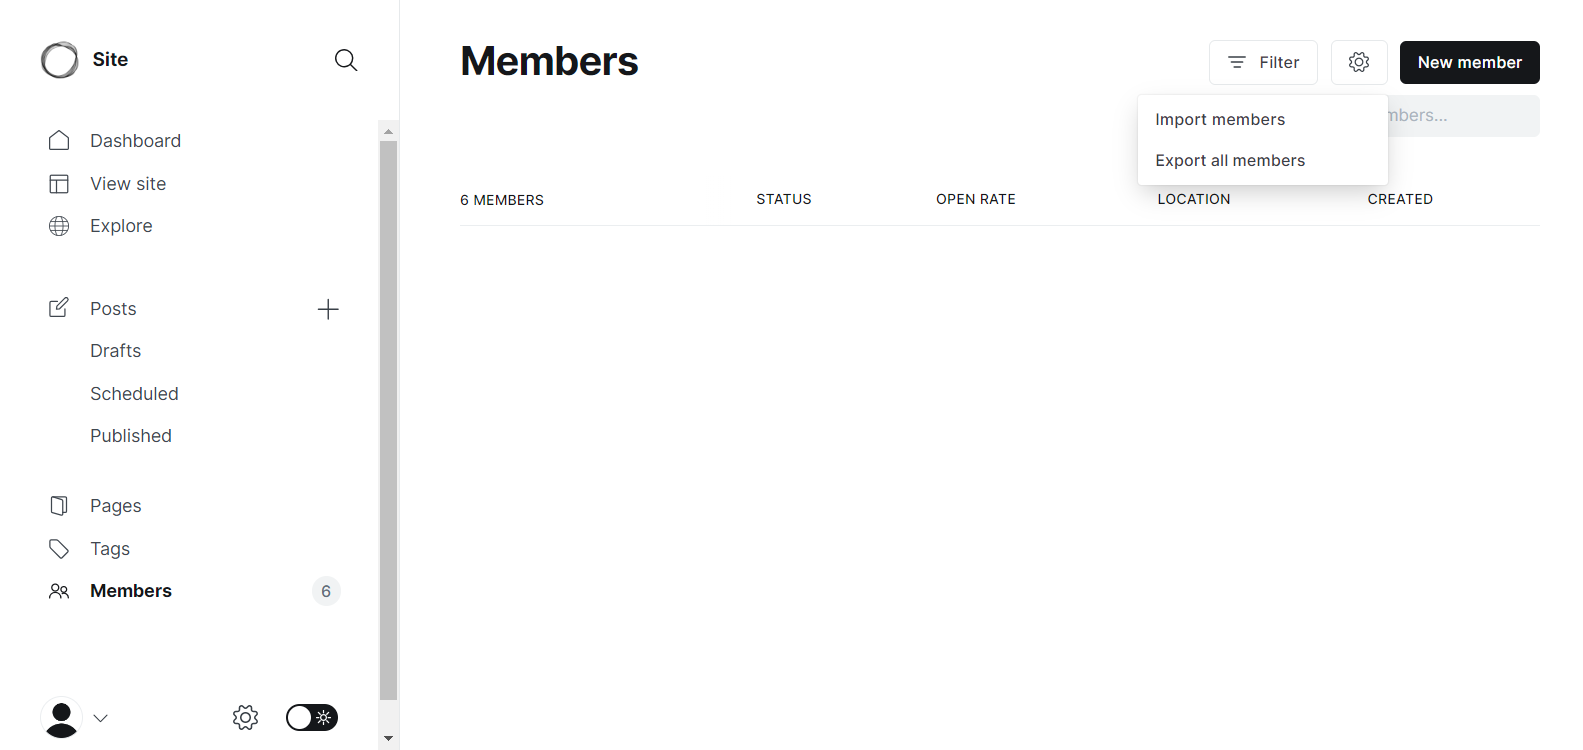 Site
Dashboard
View site
Explore
Posts
Drafts
Scheduled
Published
Pages
Tags
Members
6
Members
Filter
New member
Import members
Export all members
6 MEMBERS
STATUS
OPEN RATE
LOCATION
CREATED